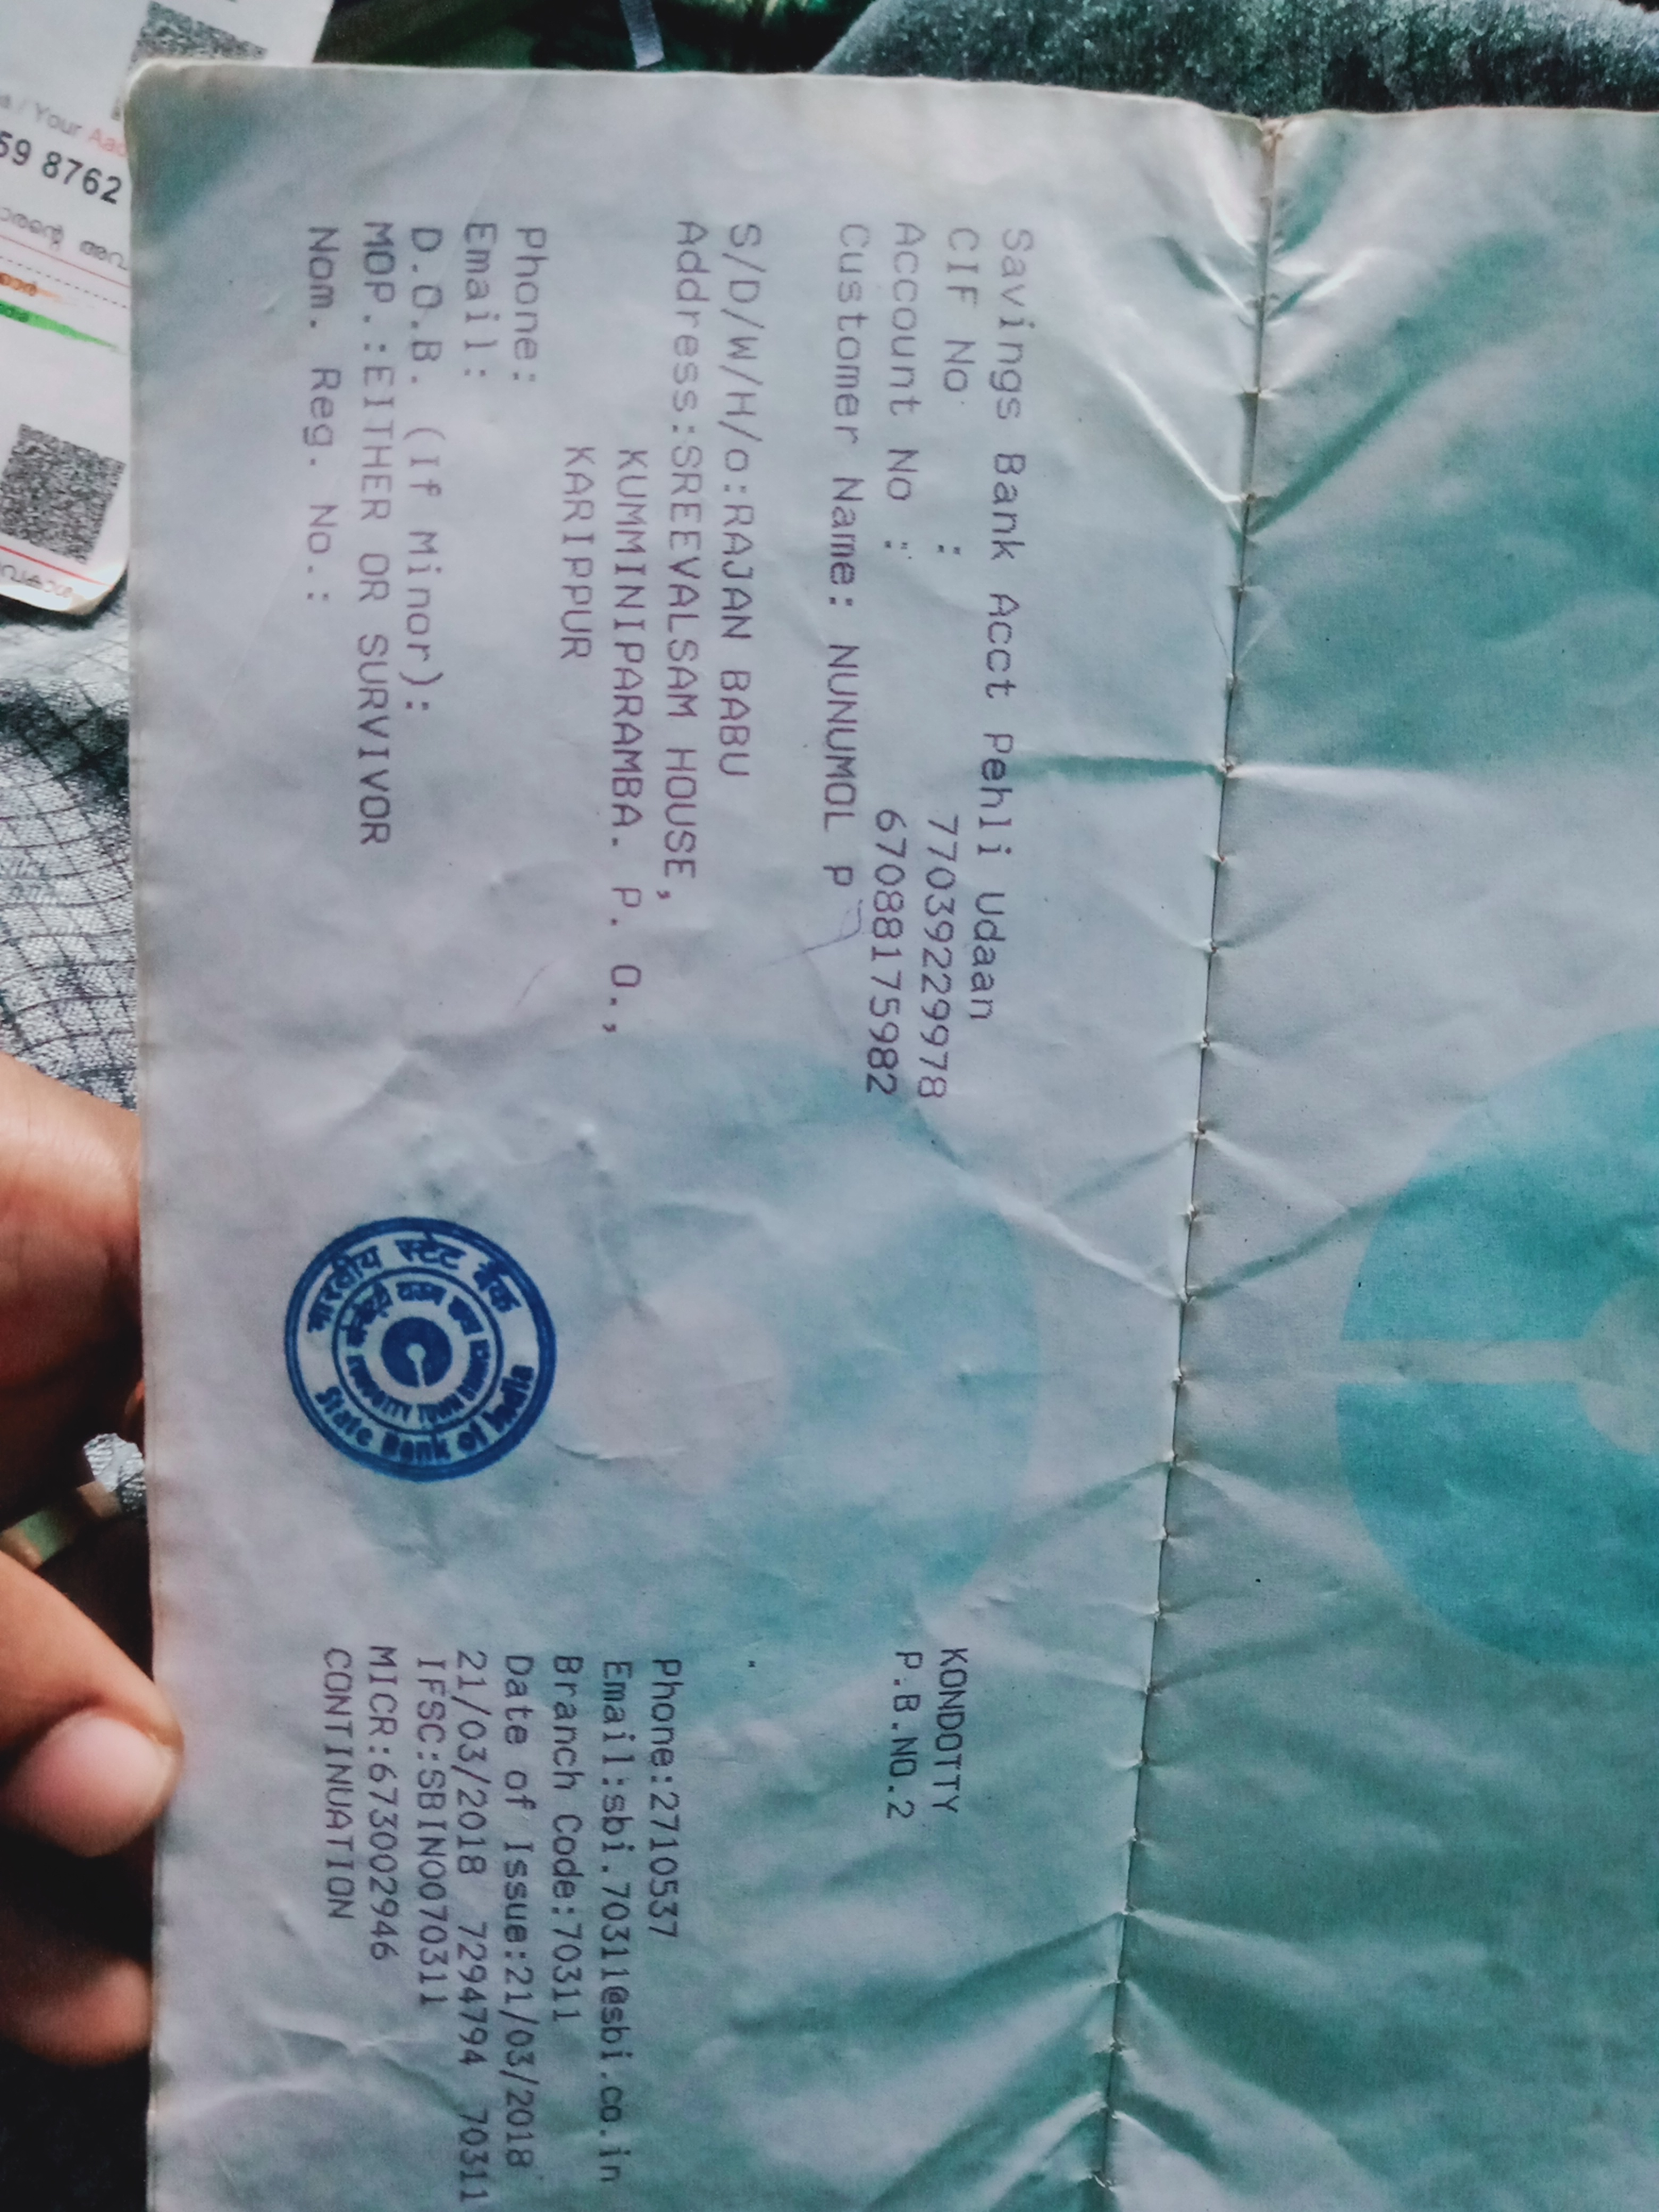 Savings Bank Acct Pehli Udaan
CIF No : 77039229978
Account No : 67088175982
Customer Name: NUNUMOL P
S/D/W/H/o:RAJAN BABU
Address:SREEVALSAM HOUSE,
KUMMINIPARAMBA. P. O.,
KARIPPUR
Phone:
Email:
D.O.B. (If Minor):
MOP.:EITHER OR SURVIVOR
Nom. Reg. No.:
KONDOTTY
P.B.NO.2
Phone:2710537
Email:sbi.70311@sbi.co.in
Branch Code:70311
Date of Issue:21/03/2018
21/03/2018 7294794 70311
IFSC:SBIN0070311
MICR:673002946
CONTINUATION
भारतीय स्टेट बैंक
State Bank of India
/ Your
59 8762